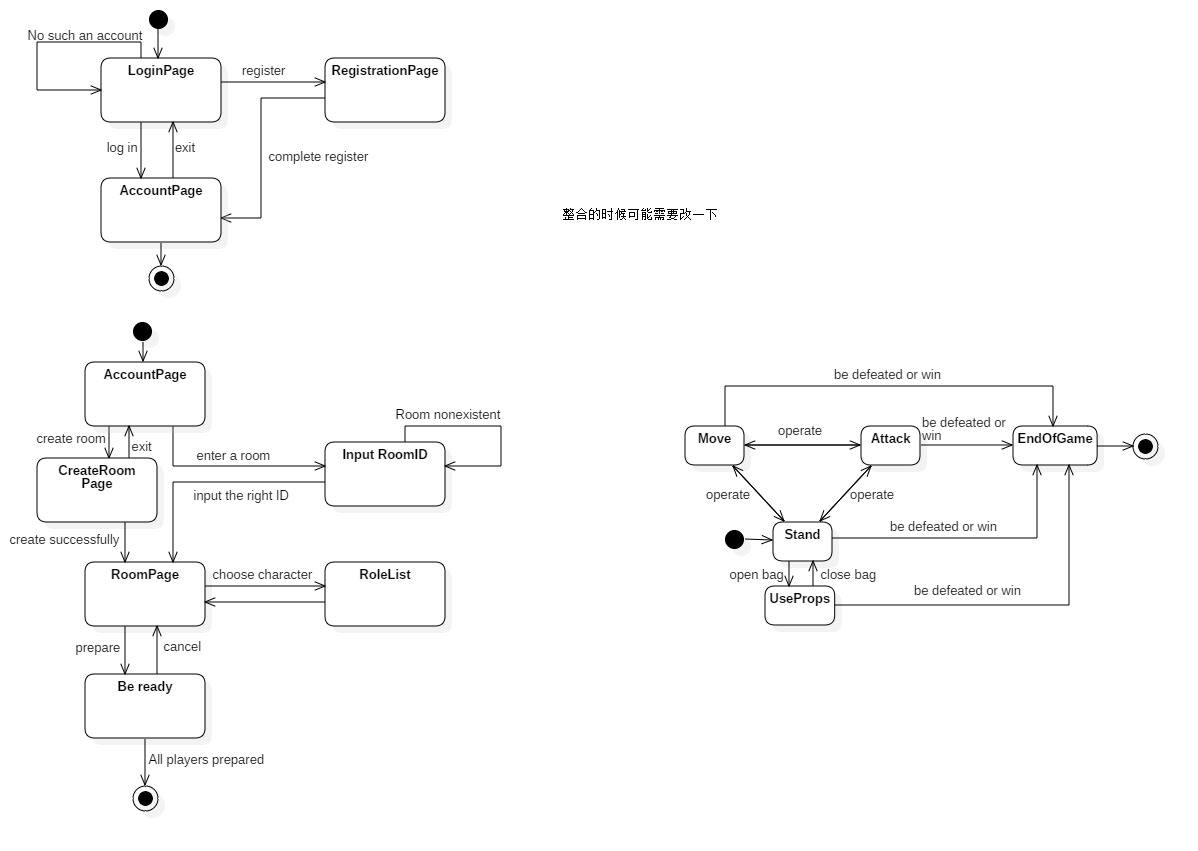 No such an account
LoginPage
register
RegistrationPage
log in
exit
complete register
AccountPage
整合的时候可能需要改一下
AccountPage
create room
exit
enter a room
Room nonexistent
Input RoomID
CreateRoom
Page
input the right ID
create successfully
RoomPage
choose character
RoleList
prepare
cancel
Be ready
All players prepared
be defeated or win
Move
operate
Attack
be defeated or
win
EndOfGame
operate
operate
Stand
be defeated or win
open bag
close bag
UseProps
be defeated or win